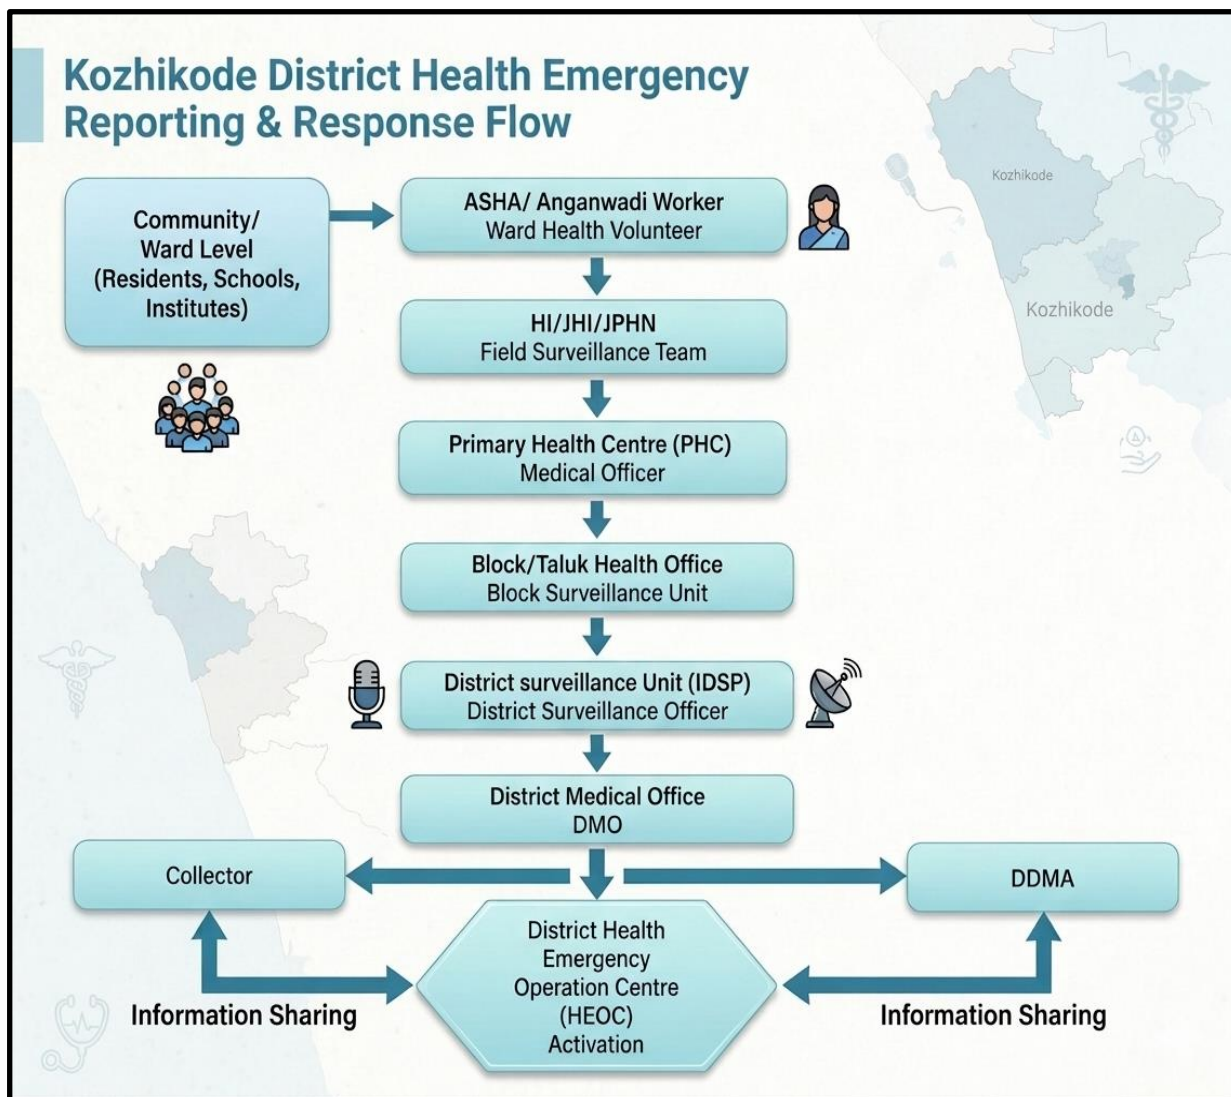 Kozhikode District Health Emergency
Reporting & Response Flow
Community/
Ward Level
(Residents, Schools,
Institutes)
ASHA/ Anganwadi Worker
Ward Health Volunteer
HI/JHI/JPHN
Field Surveillance Team
Primary Health Centre (PHC)
Medical Officer
Block/Taluk Health Office
Block Surveillance Unit
District surveillance Unit (IDSP)
District Surveillance Officer
District Medical Office
DMO
Collector
DDMA
District Health
Emergency
Operation Centre
(HEOC)
Activation
Information Sharing
Information Sharing
Kozhikode
Kozhikode